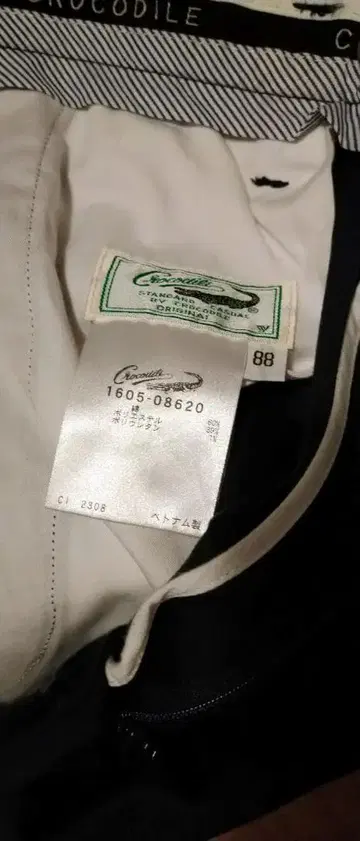 CROCODILE
C
Crocodile
STANDARD CASUAL
BY CROCODILE
ORIGINAL
88
Crocodile
1605-08620
綿
ポリエステル
ポリウレタン
CI 2308
ベトナム製